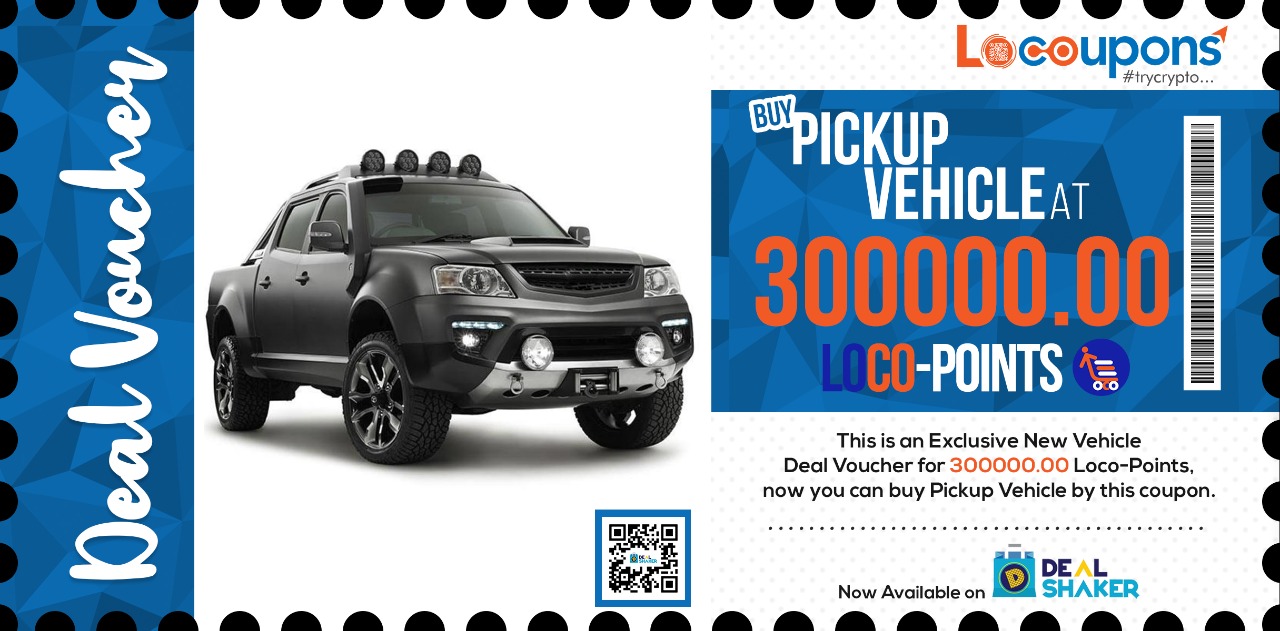 Deal Voucher
Locoupons
#trycrypto...
BUY
PICKUP
VEHICLE AT
300000.00
LOCO-POINTS
This is an Exclusive New Vehicle
Deal Voucher for 300000.00 Loco-Points,
now you can buy Pickup Vehicle by this coupon.
Now Available on
DEAL
SHAKER
DEAL
SHAKER